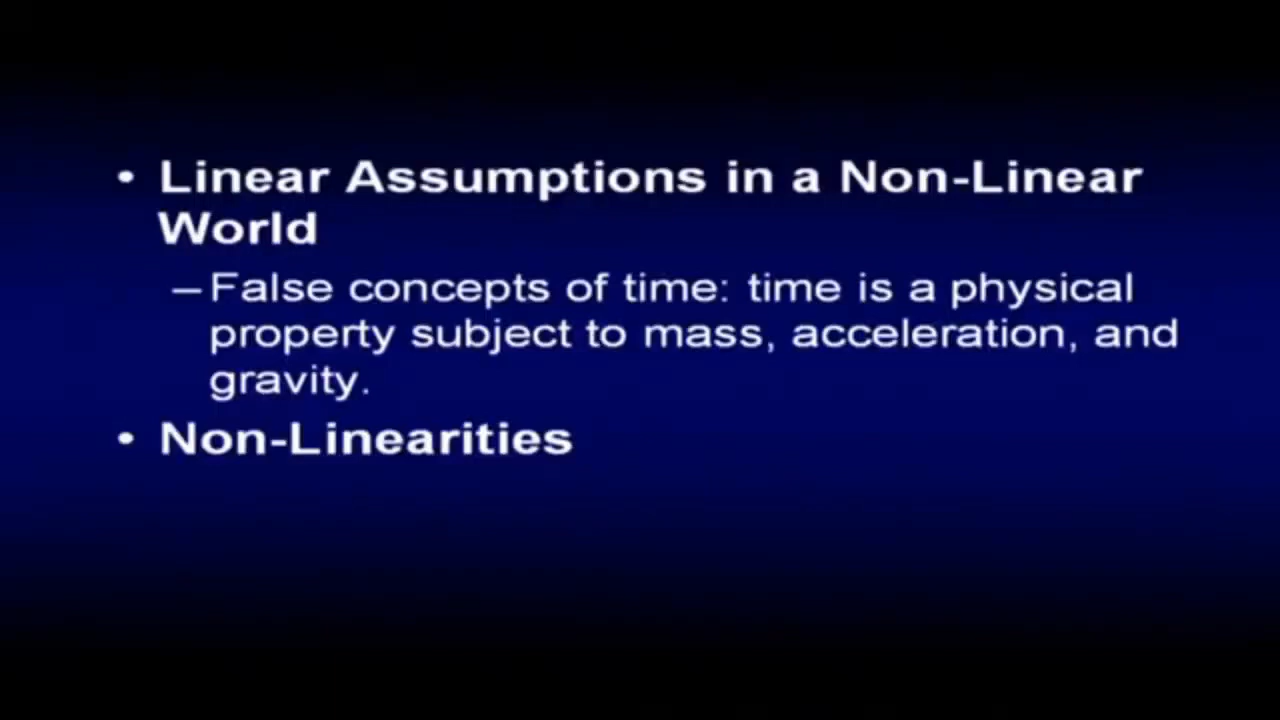 • Linear Assumptions in a Non-Linear
World
– False concepts of time: time is a physical
property subject to mass, acceleration, and
gravity.
• Non-Linearities